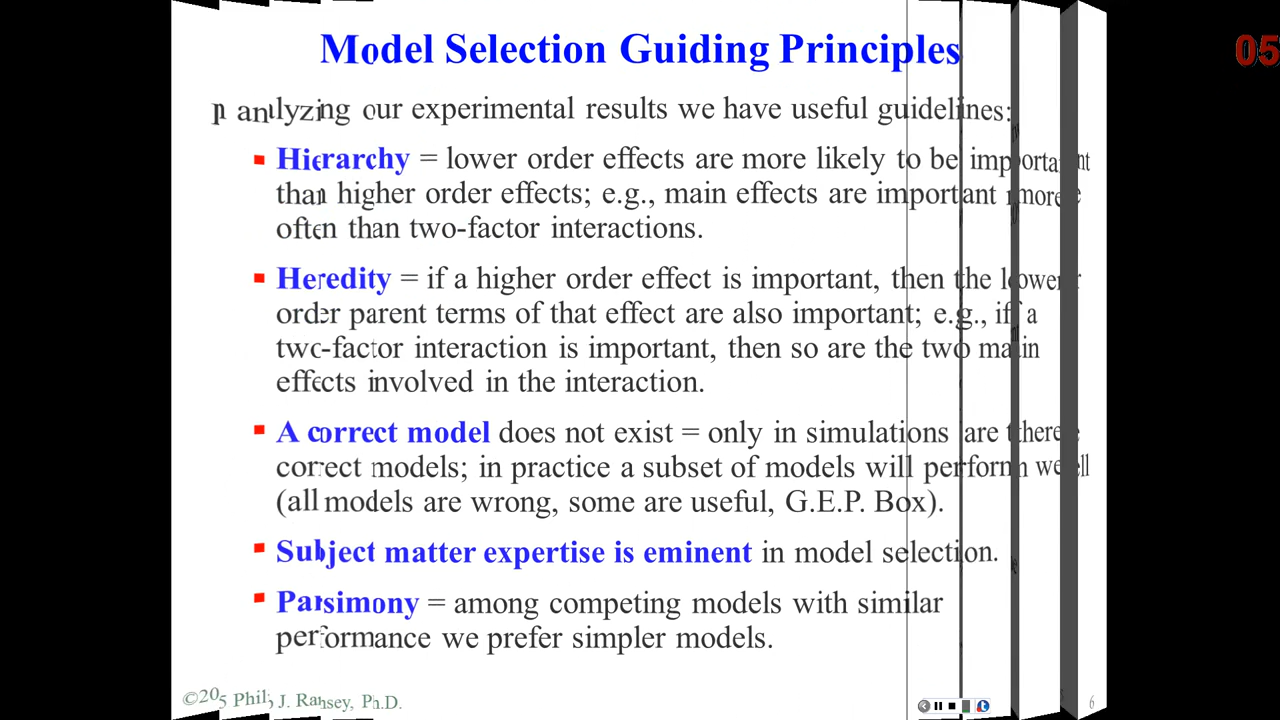 Model Selection Guiding Principles
analyzing our experimental results we have useful guidelines:
Hierarchy = lower order effects are more likely to be important
than higher order effects; e.g., main effects are important more
often than two-factor interactions.
Heredity = if a higher order effect is important, then the lower
order parent terms of that effect are also important; e.g., if a
two-factor interaction is important, then so are the two main
effects involved in the interaction.
A correct model does not exist = only in simulations are there
correct models; in practice a subset of models will perform well
(all models are wrong, some are useful, G.E.P. Box).
Subject matter expertise is eminent in model selection.
Parsimony = among competing models with similar
performance we prefer simpler models.
J. Ramsey, Ph.D.
6
05